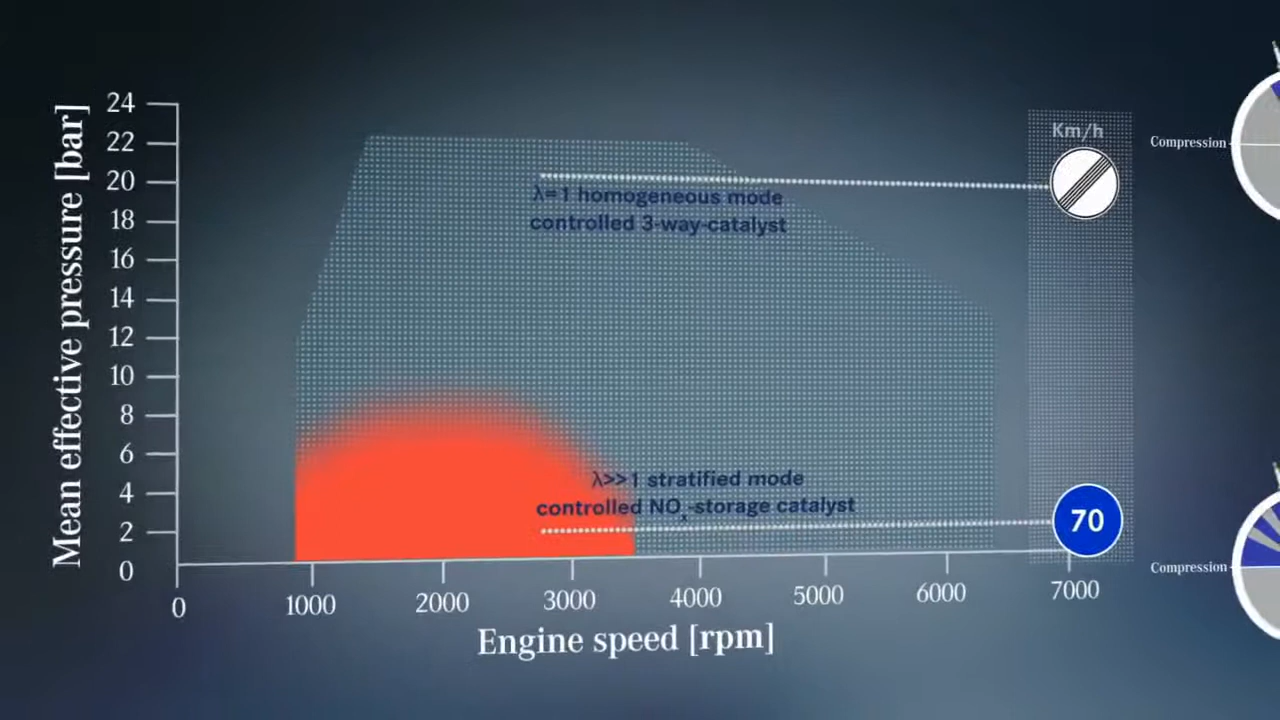 Mean effective pressure [bar]
24
22
20
18
16
14
12
10
8
6
4
2
0
Km/h
λ=1 homogeneous mode
controlled 3-way-catalyst
λ>>1 stratified mode
controlled NOx-storage catalyst
70
0
1000
2000
3000
4000
5000
6000
7000
Engine speed [rpm]
Compression
Compression